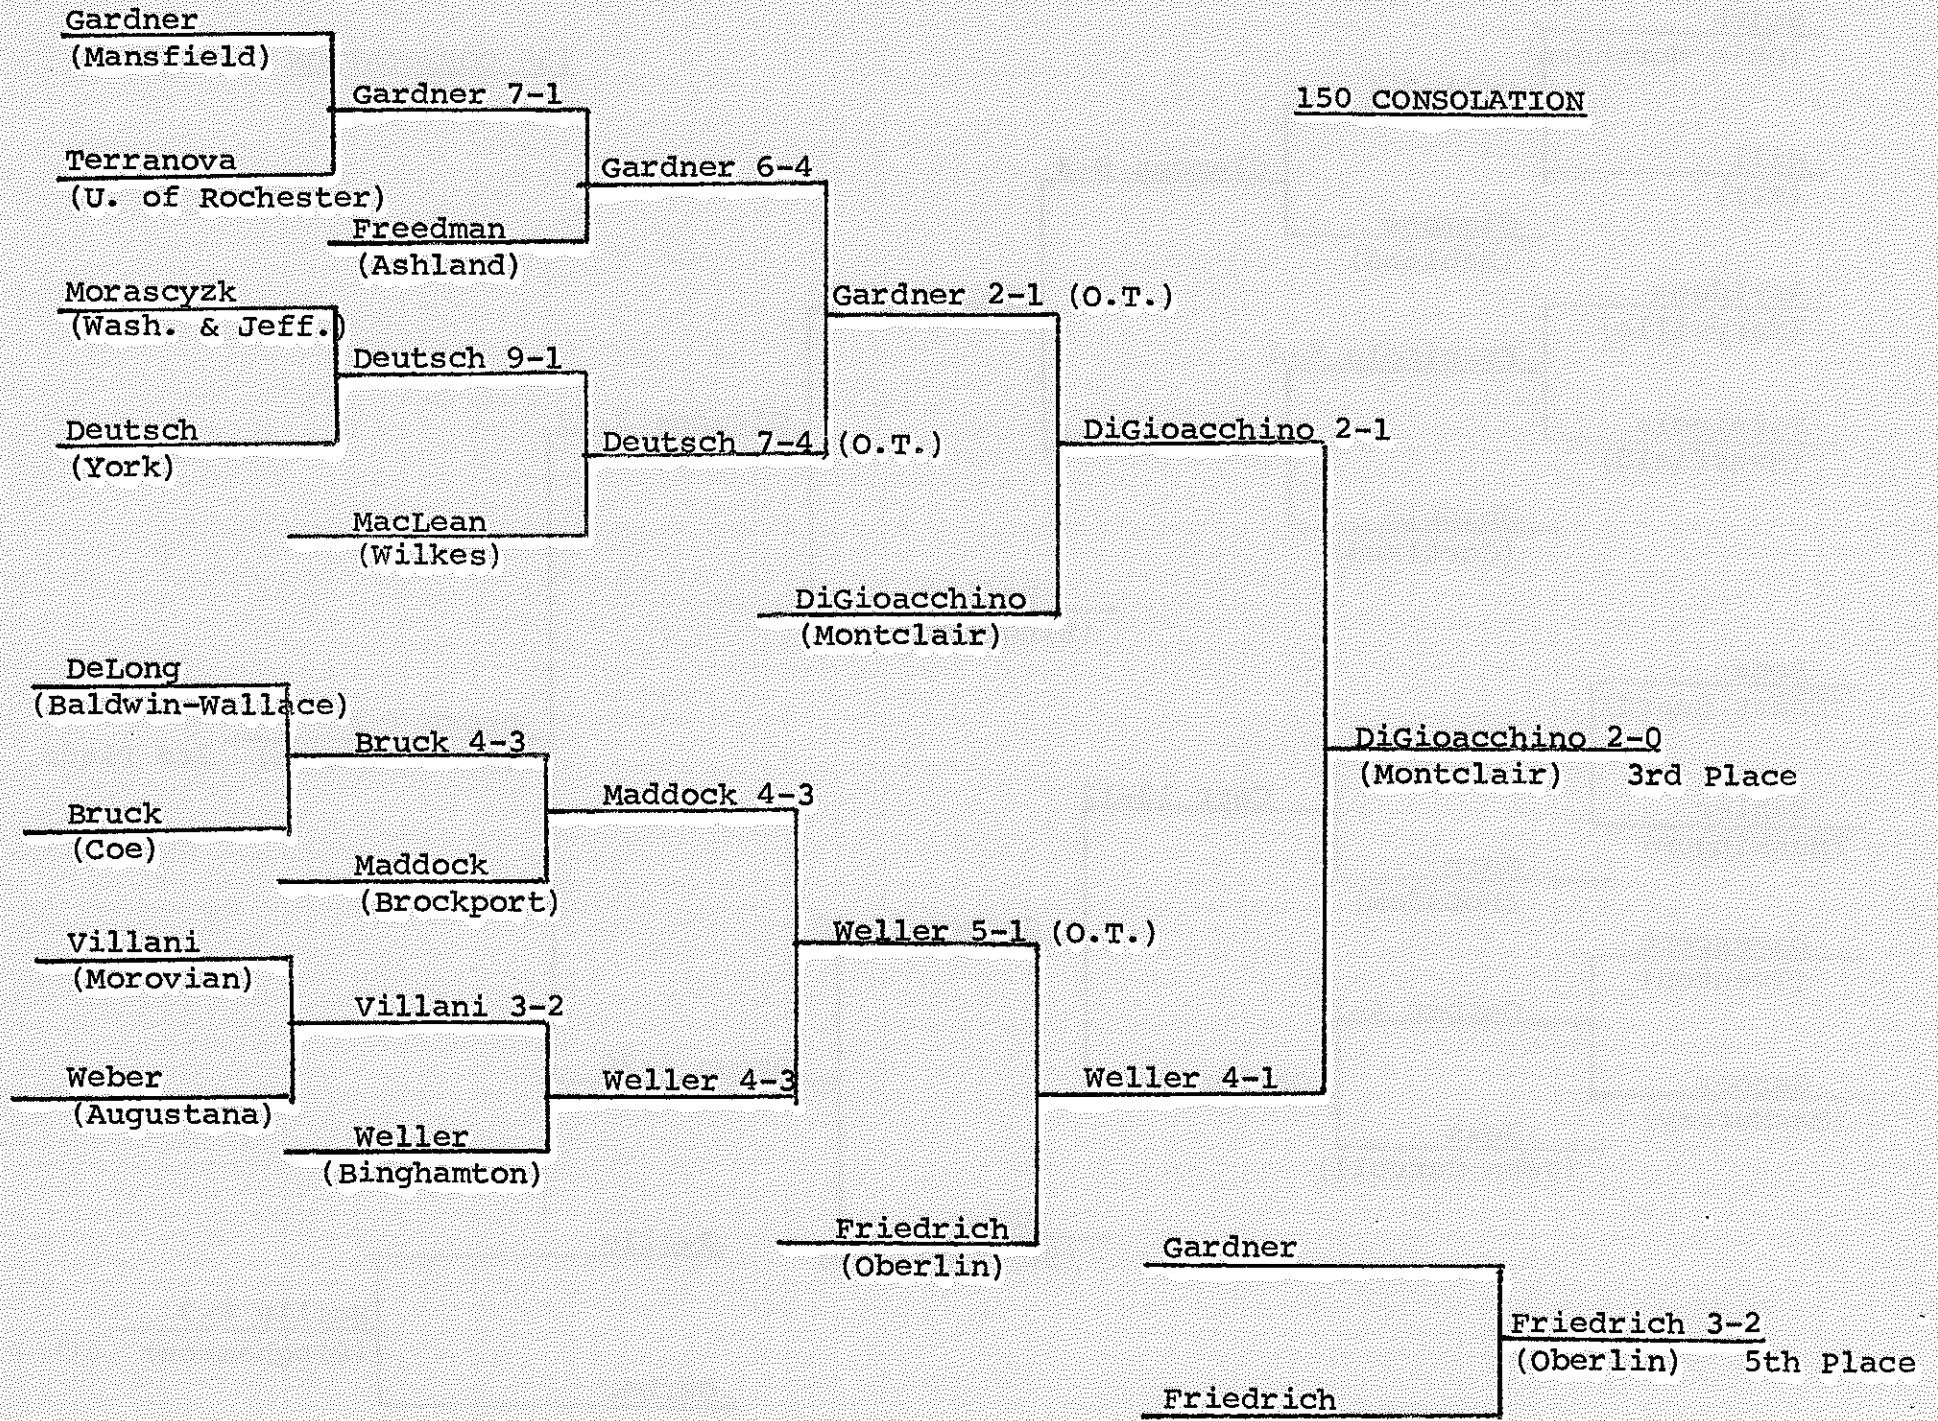 Gardner
(Mansfield)
Gardner 7-1
150 CONSOLATION
Terranova
(U. of Rochester)
Gardner 6-4
Freedman
(Ashland)
Morascyzk
(Wash. & Jeff.)
Gardner 2-1 (O.T.)
Deutsch 9-1
Deutsch
(York)
Deutsch 7-4 (O.T.)
DiGioacchino 2-1
MacLean
(Wilkes)
DiGioacchino
(Montclair)
DeLong
(Baldwin-Wallace)
Bruck 4-3
DiGioacchino 2-0
(Montclair) 3rd Place
Maddock 4-3
Bruck
(Coe)
Maddock
(Brockport)
Villani
(Morovian)
Weller 5-1 (O.T.)
Villani 3-2
Weber
(Augustana)
Weller 4-3
Weller 4-1
Weller
(Binghamton)
Friedrich
(Oberlin)
Gardner
Friedrich 3-2
(Oberlin) 5th Place
Friedrich